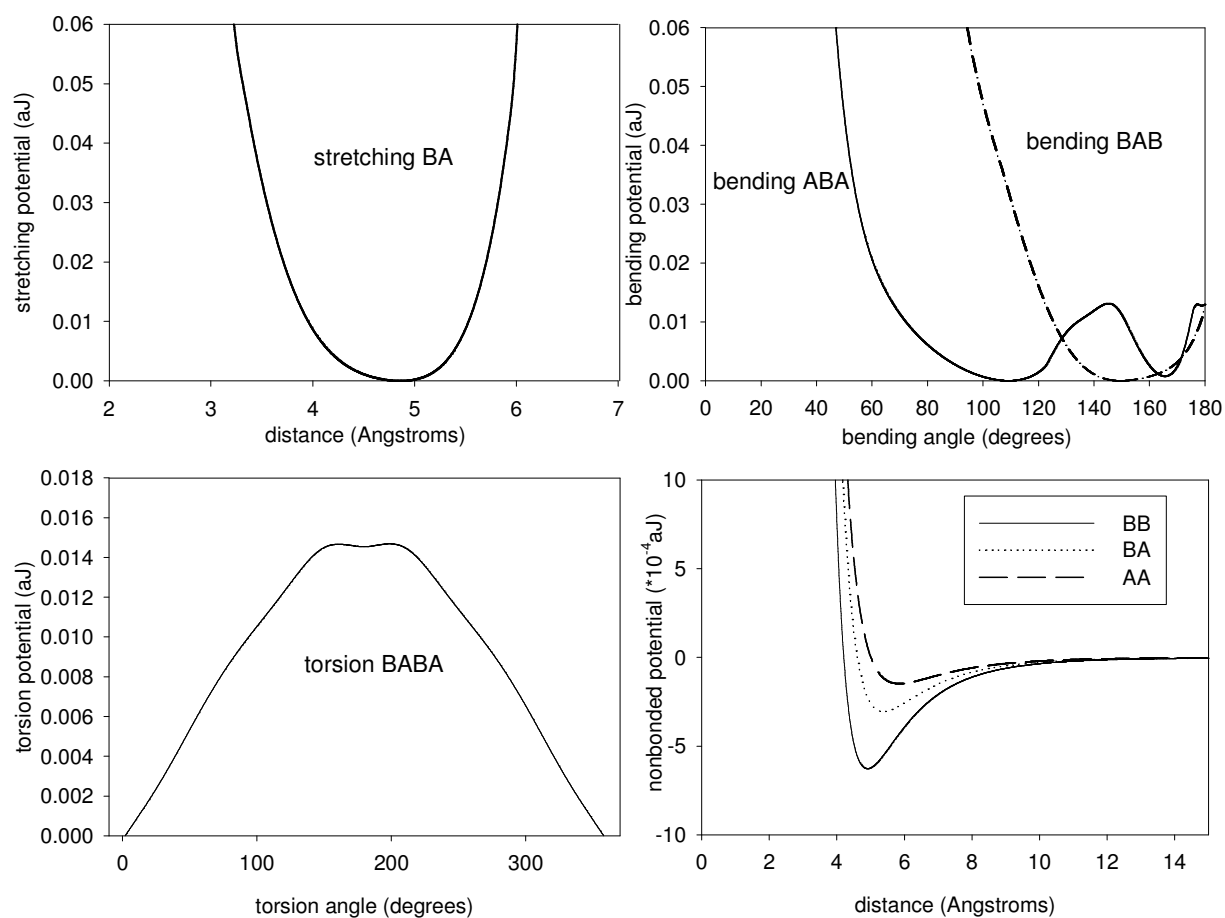 0.06
0.05
0.04
0.03
0.02
0.01
0.00
stretching potential (aJ)
stretching BA
2 3 4 5 6 7
distance (Angstroms)
0.06
0.05
0.04
0.03
0.02
0.01
0.00
bending potential (aJ)
bending BAB
bending ABA
0 20 40 60 80 100 120 140 160 180
bending angle (degrees)
0.018
0.016
0.014
0.012
0.010
0.008
0.006
0.004
0.002
0.000
torsion potential (aJ)
torsion BABA
0 100 200 300
torsion angle (degrees)
10
5
0
-5
-10
nonbonded potential (*10-4aJ)
BB
BA
AA
0 2 4 6 8 10 12 14
distance (Angstroms)